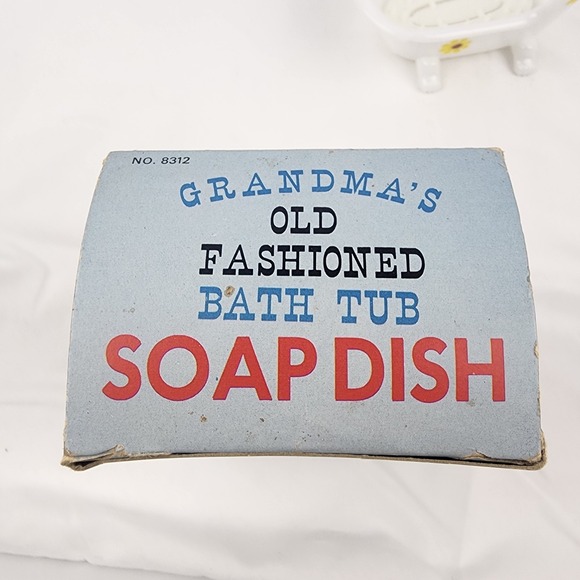 NO. 8312
GRANDMA'S
OLD
FASHIONED
BATH TUB
SOAP DISH